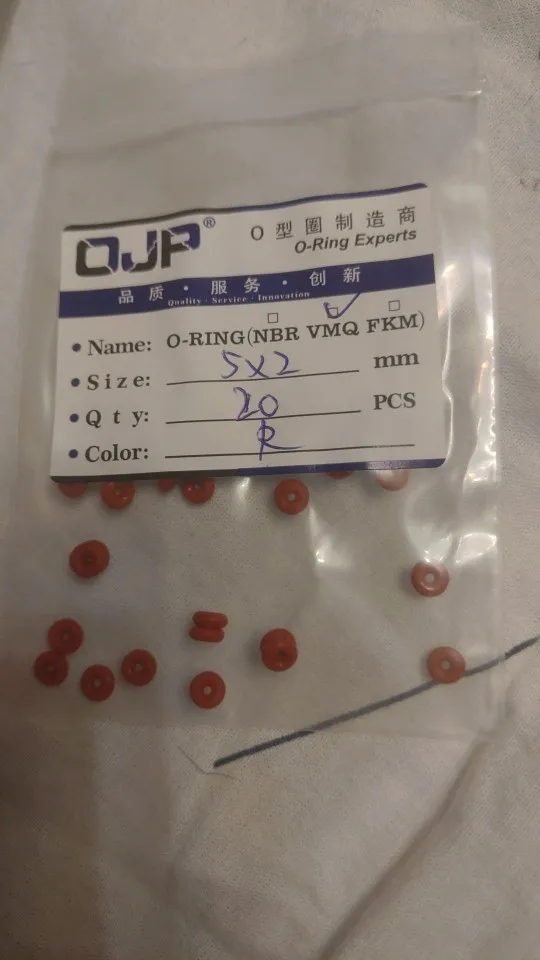 OJP®
O 型圈制造商
O-Ring Experts
品质·服务·创新
Quality · Service · Innovation
• Name: O-RING(NBR VMQ FKM)
• Size: 5X2 mm
• Qty: 20 PCS
• Color: R